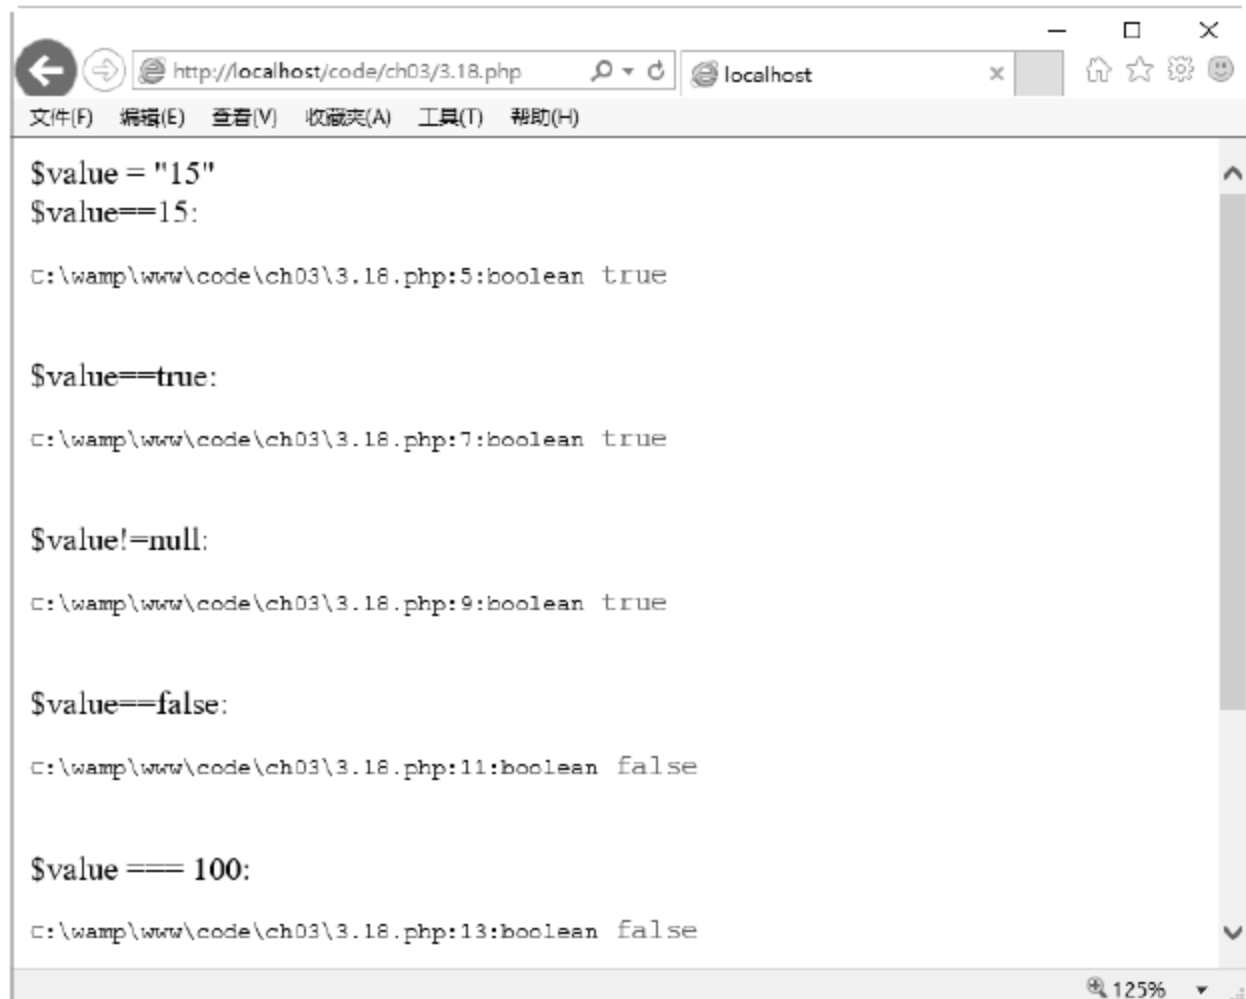 http://localhost/code/ch03/3.18.php
localhost
文件(F) 编辑(E) 查看(V) 收藏夹(A) 工具(T) 帮助(H)
$value = "15"
$value==15:
C:\wamp\www\code\ch03\3.18.php:5:boolean true
$value==true:
C:\wamp\www\code\ch03\3.18.php:7:boolean true
$value!=null:
C:\wamp\www\code\ch03\3.18.php:9:boolean true
$value==false:
C:\wamp\www\code\ch03\3.18.php:11:boolean false
$value === 100:
C:\wamp\www\code\ch03\3.18.php:13:boolean false
125%